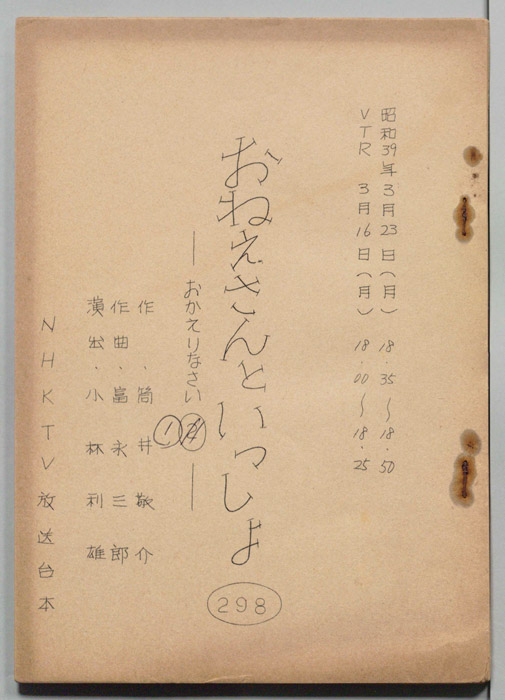 昭和39年3月23日(月) 18.35〜18.50
VTR 3月16日(月) 18.00〜18.25
おねえさんといっしょ
298
―おかえりなさい ―
①
作、筒井敬介
作曲、冨永三郎
演出、小林利雄
NHKTV放送台本